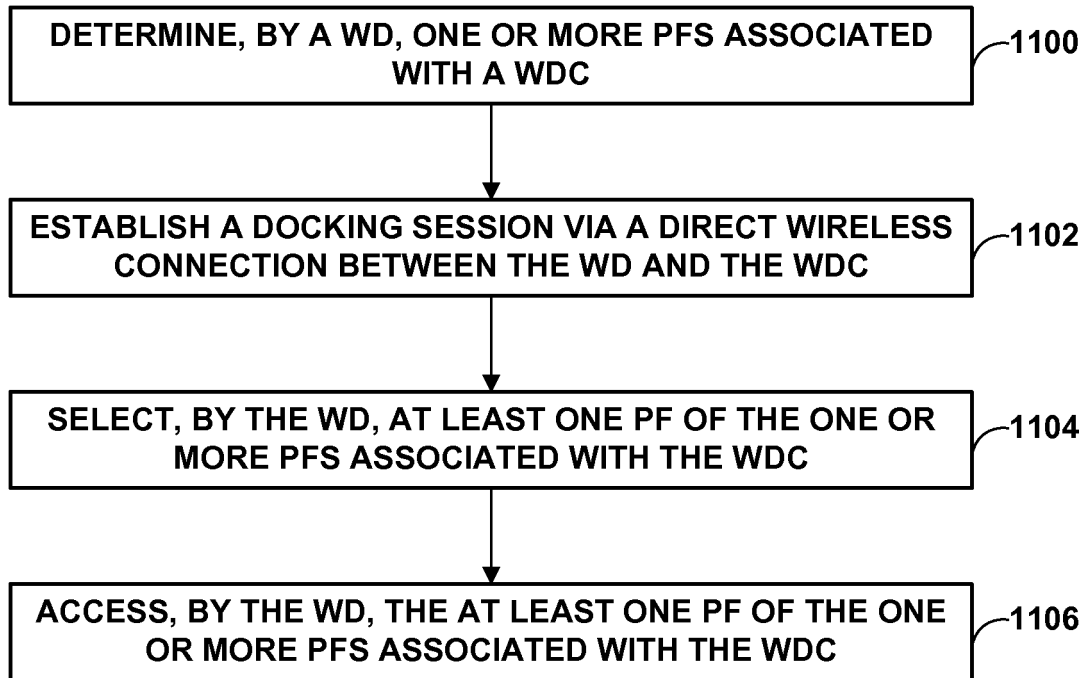 DETERMINE, BY A WD, ONE OR MORE PFS ASSOCIATED
WITH A WDC
1100
ESTABLISH A DOCKING SESSION VIA A DIRECT WIRELESS
CONNECTION BETWEEN THE WD AND THE WDC
1102
SELECT, BY THE WD, AT LEAST ONE PF OF THE ONE OR
MORE PFS ASSOCIATED WITH THE WDC
1104
ACCESS, BY THE WD, THE AT LEAST ONE PF OF THE ONE
OR MORE PFS ASSOCIATED WITH THE WDC
1106